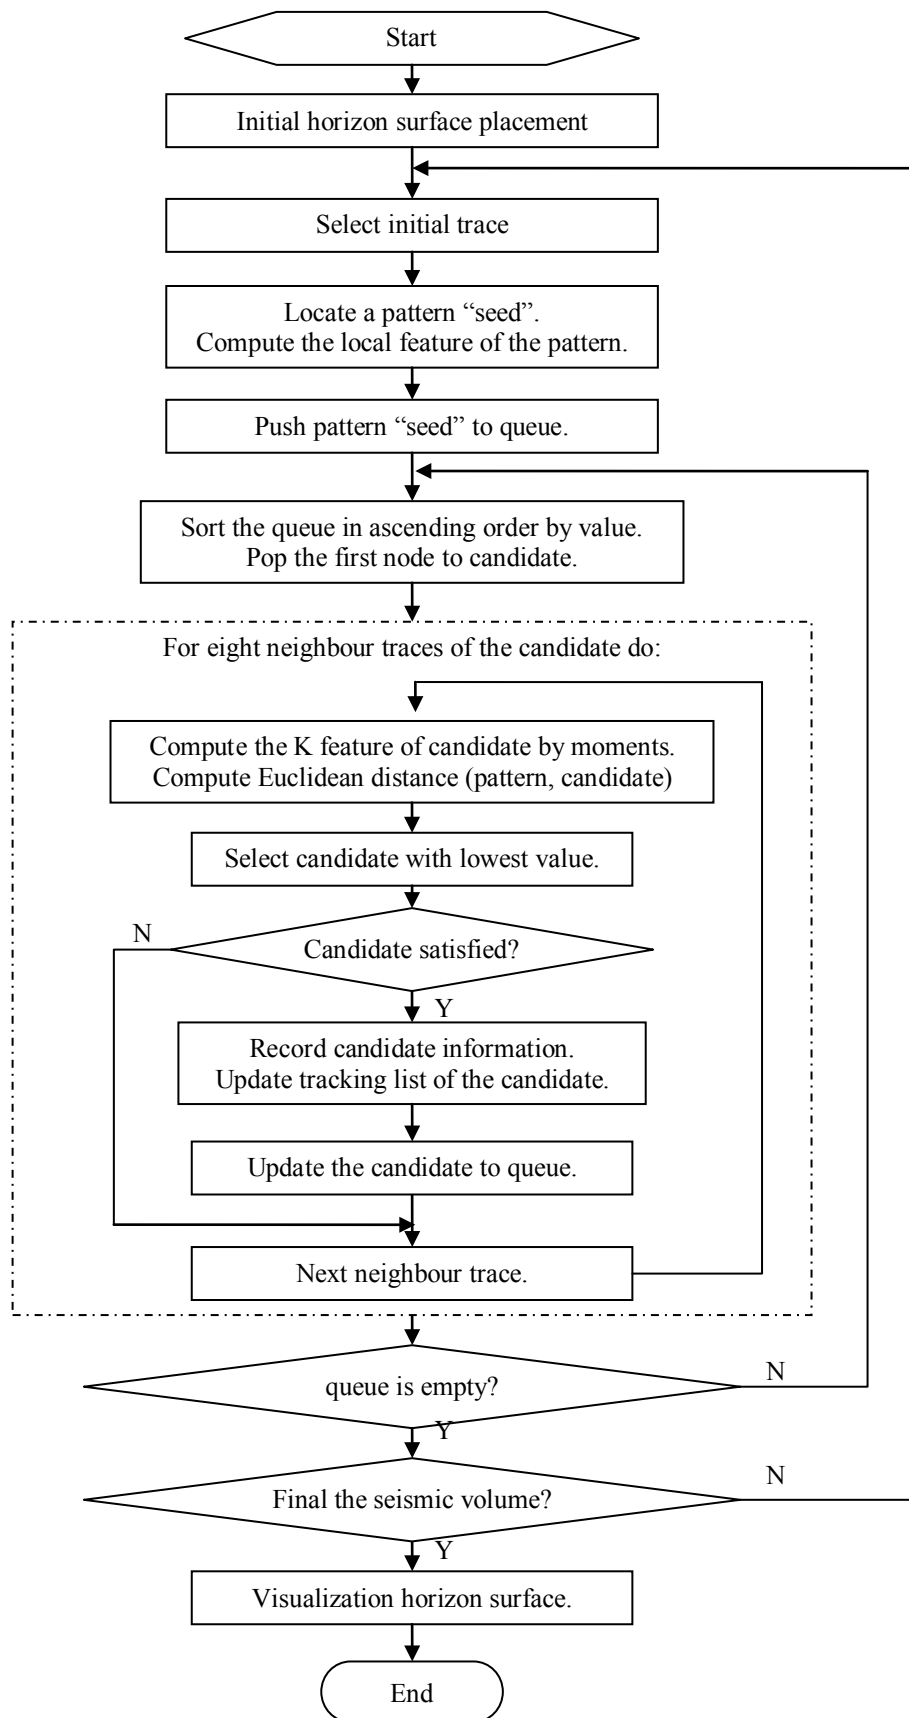 Start
Initial horizon surface placement
Select initial trace
Locate a pattern “seed”.
Compute the local feature of the pattern.
Push pattern “seed” to queue.
Sort the queue in ascending order by value.
Pop the first node to candidate.
For eight neighbour traces of the candidate do:
Compute the K feature of candidate by moments.
Compute Euclidean distance (pattern, candidate)
Select candidate with lowest value.
N
Candidate satisfied?
Y
Record candidate information.
Update tracking list of the candidate.
Update the candidate to queue.
Next neighbour trace.
N
queue is empty?
Y
N
Final the seismic volume?
Y
Visualization horizon surface.
End